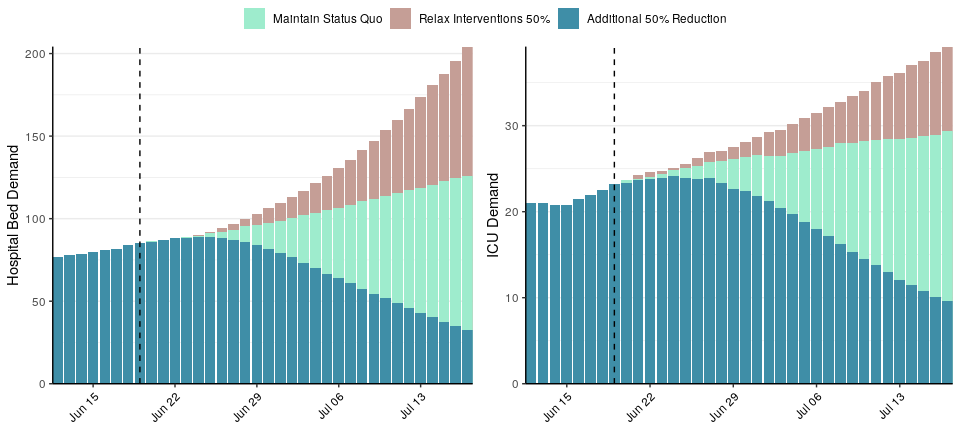 Maintain Status Quo Relax Interventions 50% Additional 50% Reduction
Hospital Bed Demand
200
150
100
50
0
Jun 15 Jun 22 Jun 29 Jul 06 Jul 13
ICU Demand
30
20
10
0
Jun 15 Jun 22 Jun 29 Jul 06 Jul 13